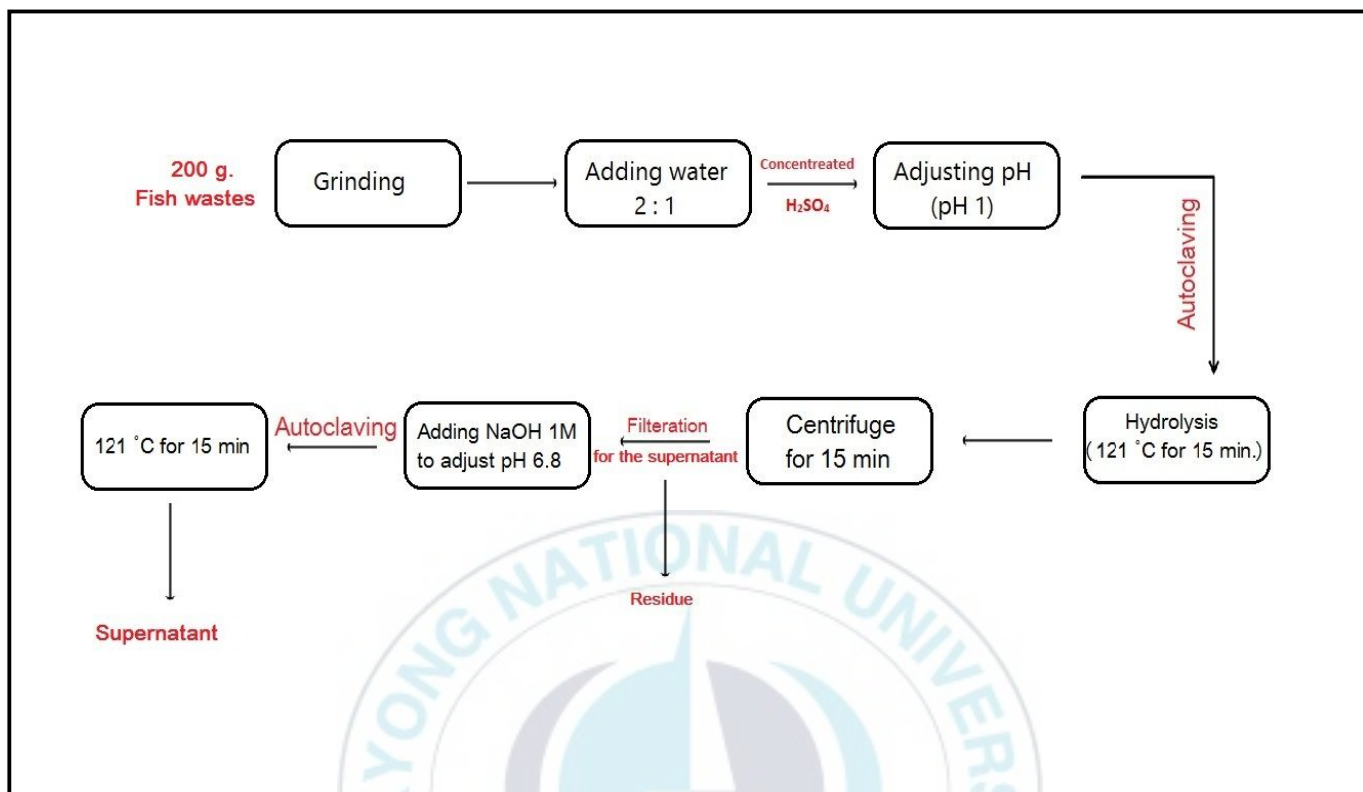 200 g.
Fish wastes
Grinding
Adding water
2 : 1
Concentreated
H₂SO₄
Adjusting pH
(pH 1)
Autoclaving
Hydrolysis
( 121 ˚C for 15 min.)
Centrifuge
for 15 min
Filteration
for the supernatant
Residue
Adding NaOH 1M
to adjust pH 6.8
Autoclaving
121 ˚C for 15 min
Supernatant
YONG NATIONAL UNIVERS